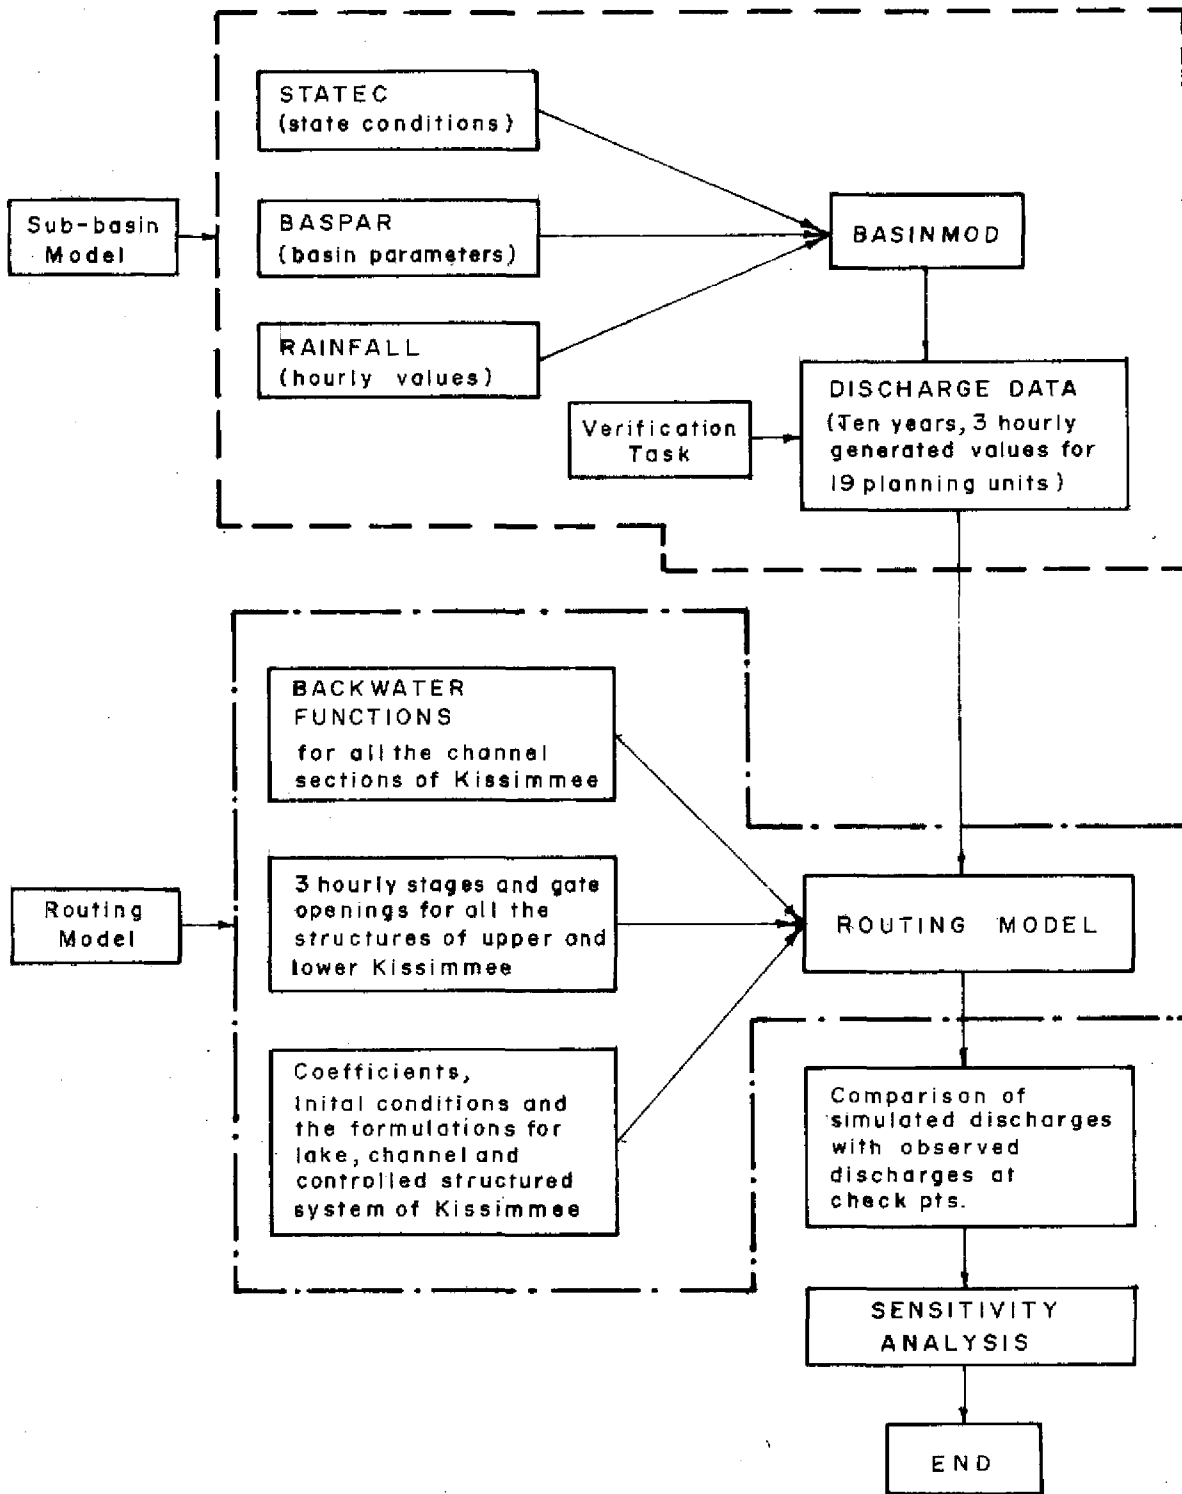 STATEC
(state conditions)
Sub-basin
Model
BASPAR
(basin parameters)
BASINMOD
RAINFALL
(hourly values)
Verification
Task
DISCHARGE DATA
(Ten years, 3 hourly
generated values for
19 planning units)
BACKWATER
FUNCTIONS
for all the channel
sections of Kissimmee
Routing
Model
3 hourly stages and gate
openings for all the
structures of upper and
lower Kissimmee
ROUTING MODEL
Coefficients,
Inital conditions and
the formulations for
lake, channel and
controlled structured
system of Kissimmee
Comparison of
simulated discharges
with observed
discharges at
check pts.
SENSITIVITY
ANALYSIS
END